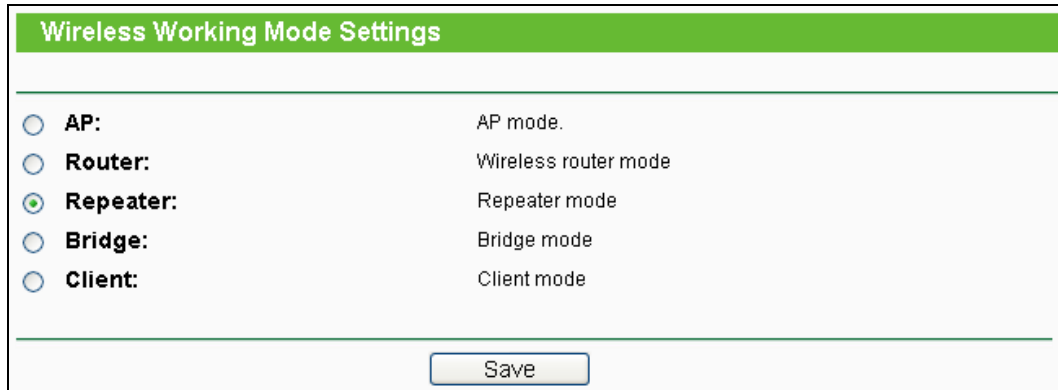 Wireless Working Mode Settings
AP: AP mode.
Router: Wireless router mode
Repeater: Repeater mode
Bridge: Bridge mode
Client: Client mode
Save